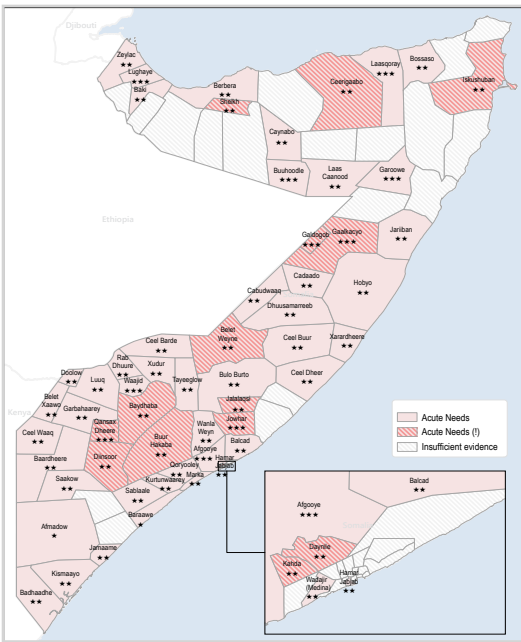 Djibouti
Zeylac
★★
Lughaye
★★★
Baki
★★
Berbera
★★
Sheikh
★★
Ceerigaabo
★★
Laasqoray
★★★
Bossaso
★★
Iskushuban
★★
Caynabo
★★
Buuhoodle
★★★
Laas
Caanood
★★
Garoowe
★★★
Ethiopia
Galdogob
★★★
Gaalkacyo
★★★
Jariiban
★★
Cadaado
★★
Hobyo
★★
Cabudwaaq
★★
Dhuusamarreeb
★★
Belet
Weyne
★★
Ceel Buur
★★
Xarardheere
★★
Ceel Barde
★★
Rab
Dhuure
★★
Xudur
★★
Ceel Dheer
★★
Doolow
★★
Luuq
★★
Waajid
★★★
Tayeeglow
★★
Bulo Burto
★★
Kenya
Belet
Xaawo
★★
Garbahaarey
★★
Baydhaba
★★
Jalalaqsi
★★
Qansax
Dheere
★★★
Jowhar
★★★
Ceel Waaq
★★
Buur
Hakaba
★★
Wanla
Weyn
★★
Balcad
★★
Baardheere
★★
Diinsoor
★★
Afgooye
★★★
Hamar
Jabjab
★★
Qoryooley
★★
Marka
★★
Saakow
★★
Kurtunwaarey
★★
Sablaale
★★
Baraawe
★
Afmadow
★
Jamaame
★★
Kismaayo
★★
Badhaadhe
★★
Acute Needs
Acute Needs (!)
Insufficient evidence
Balcad
★★
Afgooye
★★★
Daynile
★★
Kahda
★★
Wadajir
(Medina)
★★
Hamar
Jabjab
★★